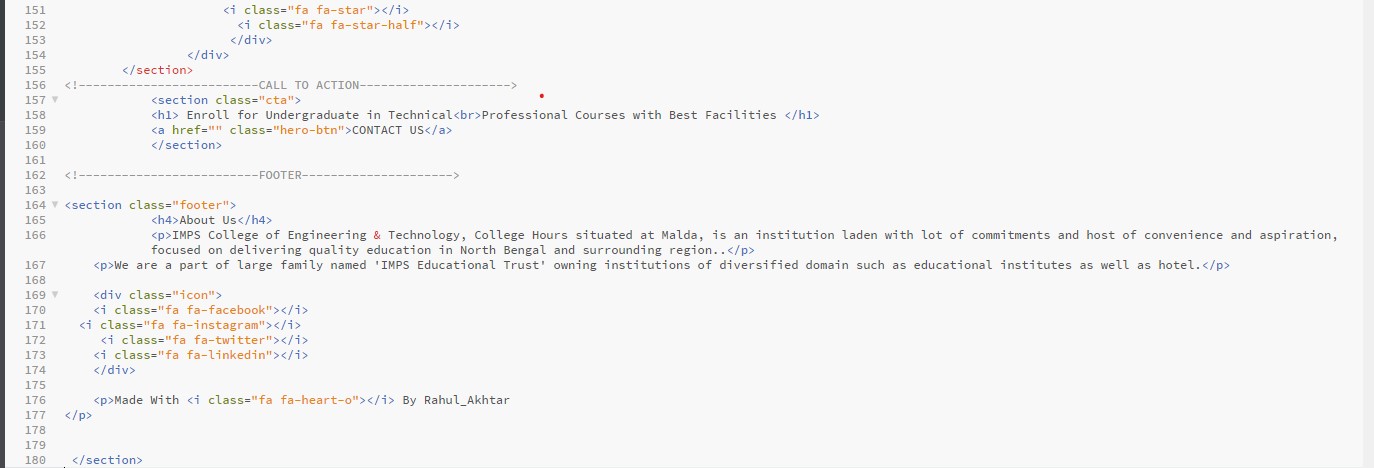 151 <i class="fa fa-star"></i>
152 <i class="fa fa-star-half"></i>
153 </div>
154 </div>
155 </section>
156 <!-------------------------CALL TO ACTION--------------------->
157 <section class="cta">
158 <h1> Enroll for Undergraduate in Technical<br>Professional Courses with Best Facilities </h1>
159 <a href="" class="hero-btn">CONTACT US</a>
160 </section>
161
162 <!-------------------------FOOTER--------------------->
163
164 <section class="footer">
165 <h4>About Us</h4>
166 <p>IMPS College of Engineering & Technology, College Hours situated at Malda, is an institution laden with lot of commitments and host of convenience and aspiration,
focused on delivering quality education in North Bengal and surrounding region..</p>
167 <p>We are a part of large family named 'IMPS Educational Trust' owning institutions of diversified domain such as educational institutes as well as hotel.</p>
168
169 <div class="icon">
170 <i class="fa fa-facebook"></i>
171 <i class="fa fa-instagram"></i>
172 <i class="fa fa-twitter"></i>
173 <i class="fa fa-linkedin"></i>
174 </div>
175
176 <p>Made With <i class="fa fa-heart-o"></i> By Rahul_Akhtar
177 </p>
178
179
180 </section>